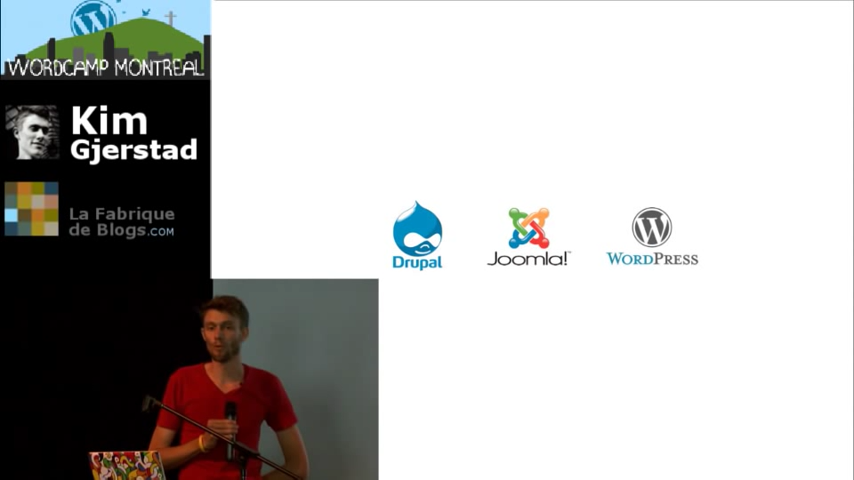 WORDCAMP MONTREAL
Kim
Gjerstad
La Fabrique
de Blogs.COM
Drupal
Joomla!
WORDPRESS